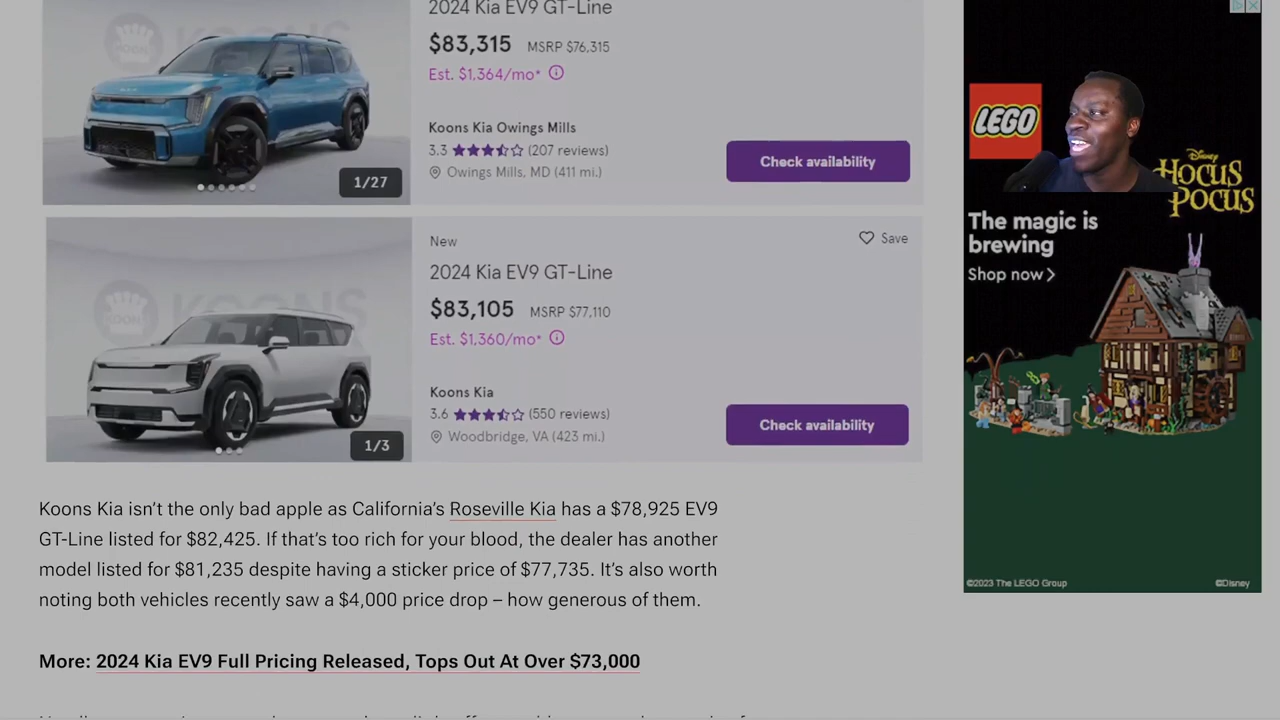 2024 Kia EV9 GT-Line
$83,315 MSRP $76,315
Est. $1,364/mo*
Koons Kia Owings Mills
3.3 (207 reviews)
Owings Mills, MD (411 mi.)
Check availability
1/27
KOONS
New
Save
2024 Kia EV9 GT-Line
$83,105 MSRP $77,110
Est. $1,360/mo*
Koons Kia
3.6 (550 reviews)
Woodbridge, VA (423 mi.)
Check availability
1/3
Koons Kia isn't the only bad apple as California's Roseville Kia has a $78,925 EV9
GT-Line listed for $82,425. If that's too rich for your blood, the dealer has another
model listed for $81,235 despite having a sticker price of $77,735. It's also worth
noting both vehicles recently saw a $4,000 price drop – how generous of them.
More: 2024 Kia EV9 Full Pricing Released, Tops Out At Over $73,000
LEGO
Disney
HOCUS
POCUS
The magic is
brewing
Shop now
©2023 The LEGO Group
©Disney